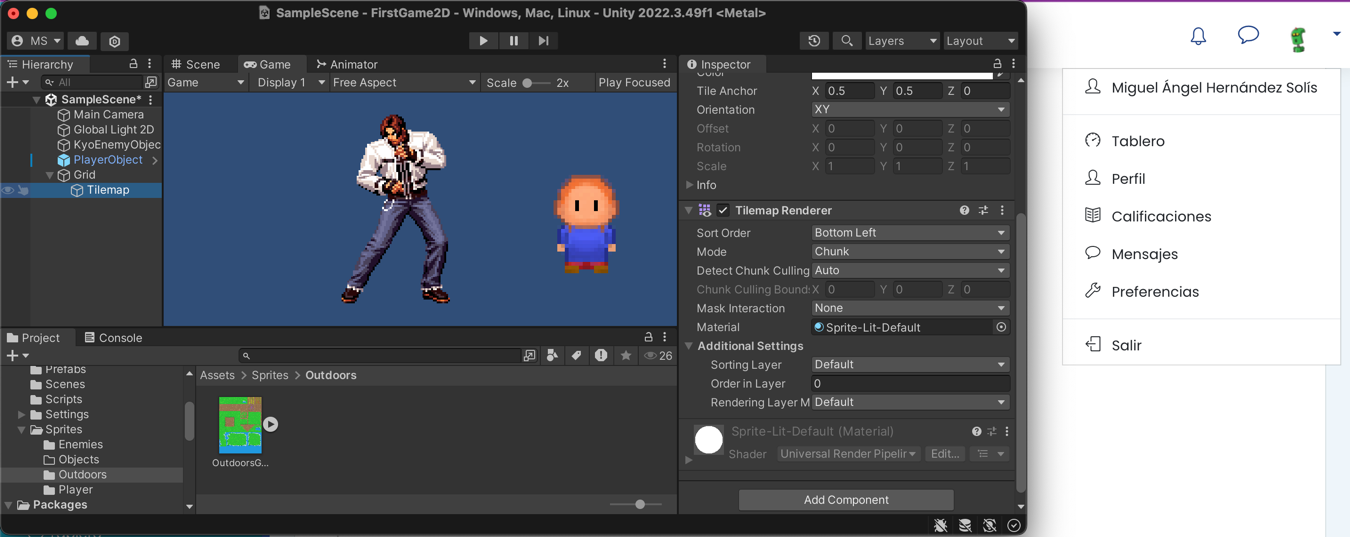 SampleScene - FirstGame2D - Windows, Mac, Linux - Unity 2022.3.49f1 <Metal>
MS
Layers
Layout
Hierarchy
All
SampleScene*
Main Camera
Global Light 2D
KyoEnemyObjec
PlayerObject
Grid
Tilemap
Scene
Game
Animator
Game
Display 1
Free Aspect
Scale
2x
Play Focused
Inspector
Color
Tile Anchor X 0.5 Y 0.5 Z 0
Orientation XY
Offset X 0 Y 0 Z 0
Rotation X 0 Y 0 Z 0
Scale X 1 Y 1 Z 1
Info
Tilemap Renderer
Sort Order Bottom Left
Mode Chunk
Detect Chunk Culling Auto
Chunk Culling Bound: X 0 Y 0 Z 0
Mask Interaction None
Material Sprite-Lit-Default
Additional Settings
Sorting Layer Default
Order in Layer 0
Rendering Layer M Default
Sprite-Lit-Default (Material)
Shader Universal Render Pipelir Edit...
Add Component
Project
Console
26
Prefabs
Scenes
Scripts
Settings
Sprites
Enemies
Objects
Outdoors
Player
Packages
Assets > Sprites > Outdoors
OutdoorsG...
Miguel Ángel Hernández Solís
Tablero
Perfil
Calificaciones
Mensajes
Preferencias
Salir